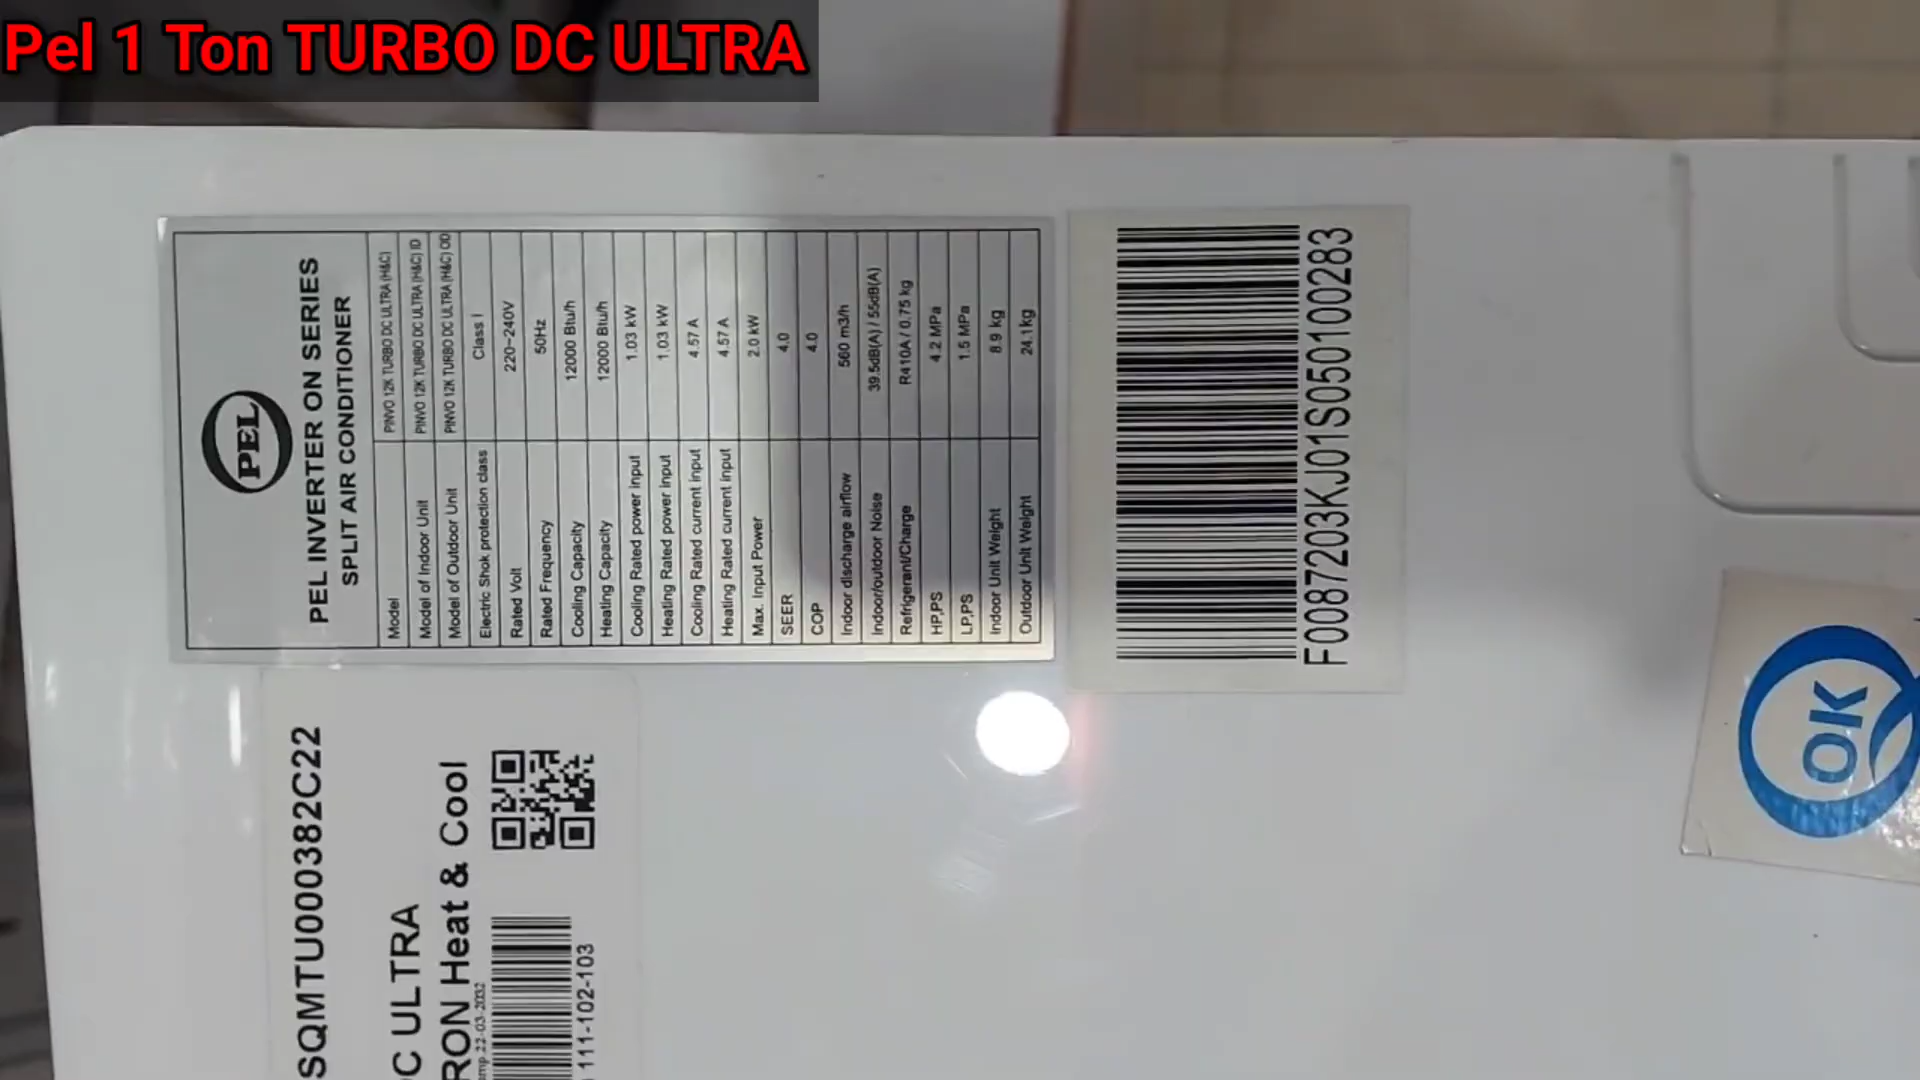 Pel 1 Ton TURBO DC ULTRA
PEL
PEL INVERTER ON SERIES
SPLIT AIR CONDITIONER
Model PINVO 12K TURBO DC ULTRA (H&C)
Model of Indoor Unit PINVO 12K TURBO DC ULTRA (H&C) ID
Model of Outdoor Unit PINVO 12K TURBO DC ULTRA (H&C) OD
Electric Shok protection class Class I
Rated Volt 220~240V
Rated Frequency 50Hz
Cooling Capacity 12000 Btu/h
Heating Capacity 12000 Btu/h
Cooling Rated power input 1.03 kW
Heating Rated power input 1.03 kW
Cooling Rated current input 4.57 A
Heating Rated current input 4.57 A
Max. Input Power 2.0 kW
SEER 4.0
COP 4.0
Indoor discharge airflow 560 m3/h
Indoor/outdoor Noise 39.5dB(A) / 55dB(A)
Refrigerant/Charge R410A / 0.75 kg
HP,PS 4.2 MPa
LP,PS 1.5 MPa
Indoor Unit Weight 8.9 kg
Outdoor Unit Weight 24.1kg
F0087203KJ01S050100283
SQMTU000382C22
DC ULTRA
RON Heat & Cool
22-03-2032
111-102-103
OK